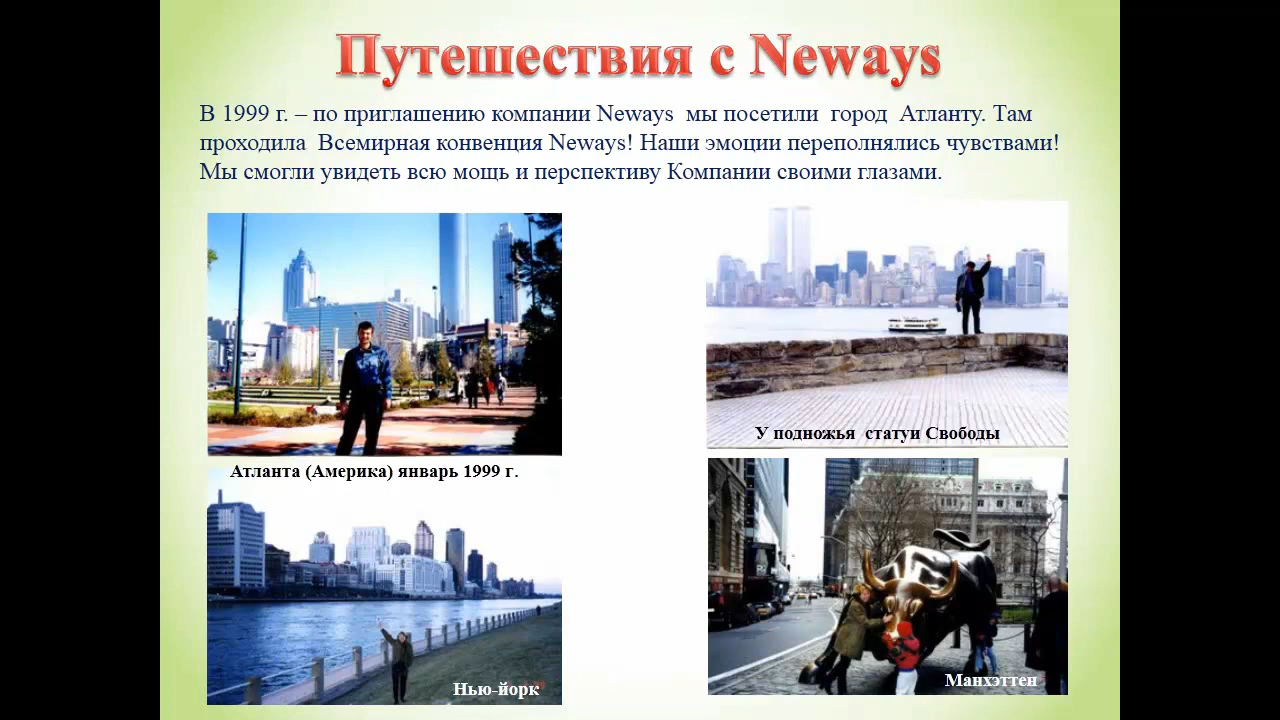 Путешествия с Neways
В 1999 г. – по приглашению компании Neways мы посетили город Атланту. Там
проходила Всемирная конвенция Neways! Наши эмоции переполнялись чувствами!
Мы смогли увидеть всю мощь и перспективу Компании своими глазами.
У подножья статуи Свободы
Атланта (Америка) январь 1999 г.
Нью-йорк
Манхэттен